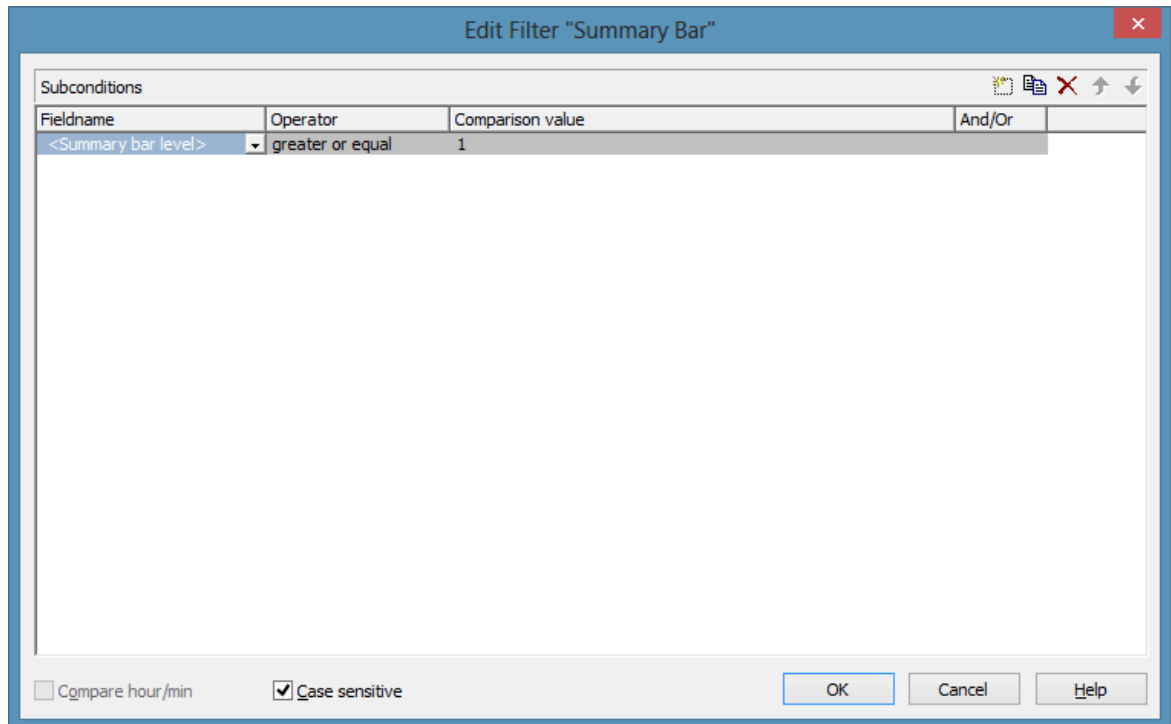 Edit Filter "Summary Bar"
Subconditions
Fieldname Operator Comparison value And/Or
<Summary bar level> greater or equal 1
Compare hour/min Case sensitive OK Cancel Help